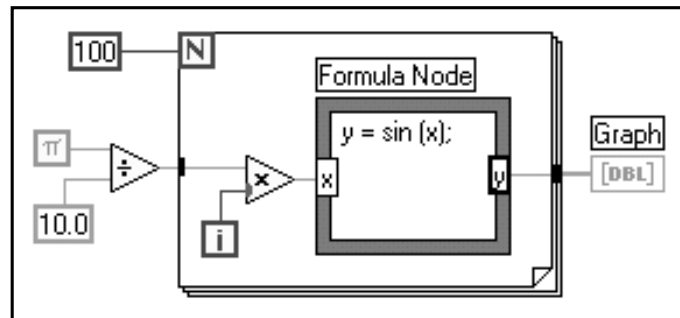 100
N
Formula Node
y = sin (x);
Graph
π
÷
x
x
y
[DBL]
10.0
i